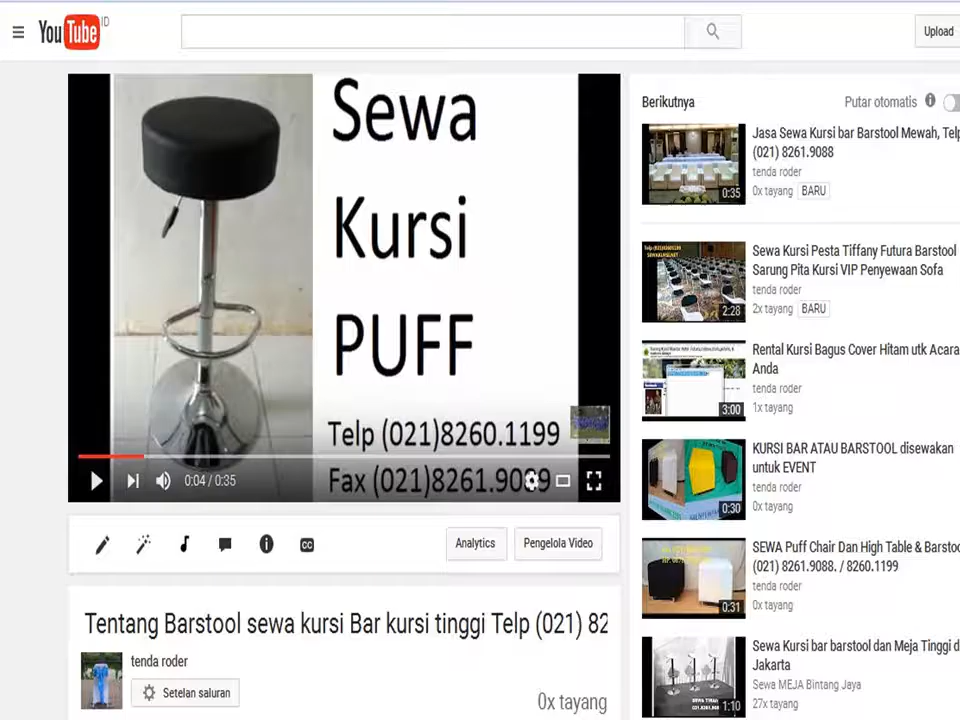 YouTube ID
Upload
Sewa
Kursi
PUFF
Telp (021)8260.1199
Fax (021)8261.9089
0:04 / 0:35
CC
Analytics
Pengelola Video
Tentang Barstool sewa kursi Bar kursi tinggi Telp (021) 82
tenda roder
Setelan saluran
0x tayang
Berikutnya
Putar otomatis
0:35
Jasa Sewa Kursi bar Barstool Mewah, Telp
(021) 8261.9088
tenda roder
0x tayang BARU
2:28
Sewa Kursi Pesta Tiffany Futura Barstool
Sarung Pita Kursi VIP Penyewaan Sofa
tenda roder
2x tayang BARU
3:00
Rental Kursi Bagus Cover Hitam utk Acara
Anda
tenda roder
1x tayang
0:30
KURSI BAR ATAU BARSTOOL disewakan
untuk EVENT
tenda roder
0x tayang
0:31
SEWA Puff Chair Dan High Table & Barstoo
(021) 8261.9088. / 8260.1199
tenda roder
0x tayang
1:10
Sewa Kursi bar barstool dan Meja Tinggi d
Jakarta
Sewa MEJA Bintang Jaya
27x tayang